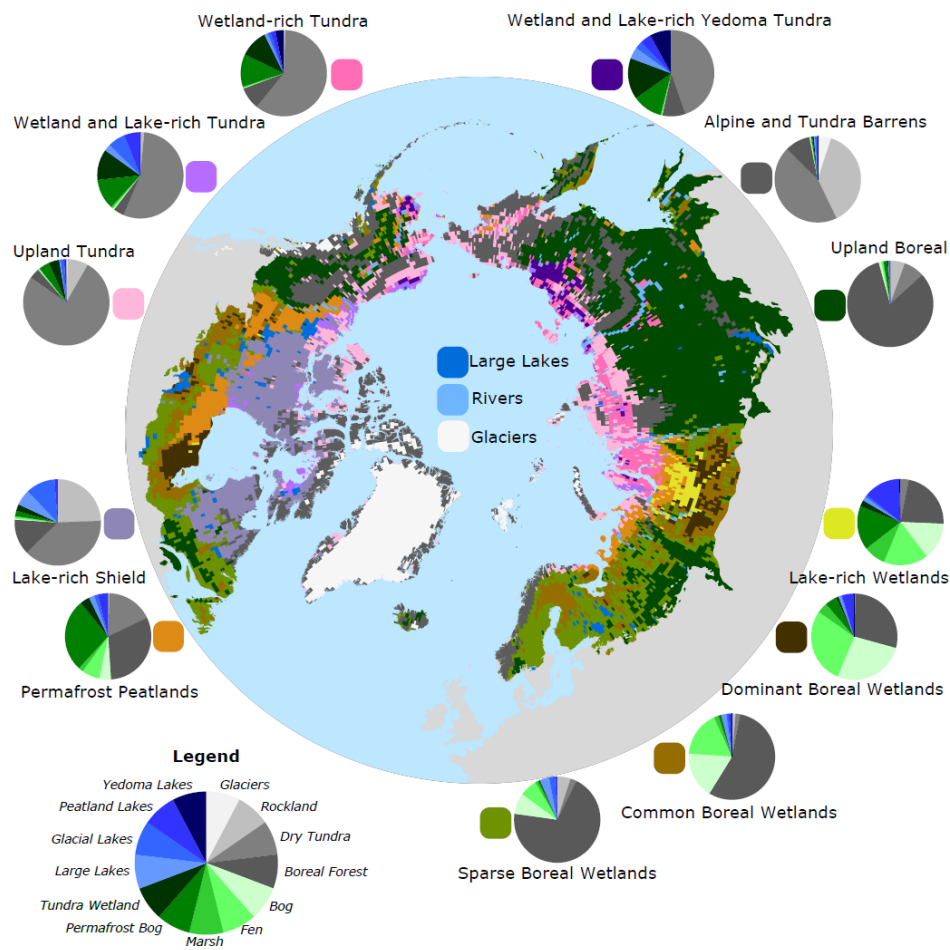 Wetland-rich Tundra
Wetland and Lake-rich Yedoma Tundra
Wetland and Lake-rich Tundra
Alpine and Tundra Barrens
Upland Tundra
Upland Boreal
Large Lakes
Rivers
Glaciers
Lake-rich Shield
Lake-rich Wetlands
Permafrost Peatlands
Dominant Boreal Wetlands
Common Boreal Wetlands
Sparse Boreal Wetlands
Legend
Yedoma Lakes
Glaciers
Peatland Lakes
Rockland
Glacial Lakes
Dry Tundra
Large Lakes
Boreal Forest
Tundra Wetland
Bog
Permafrost Bog
Fen
Marsh